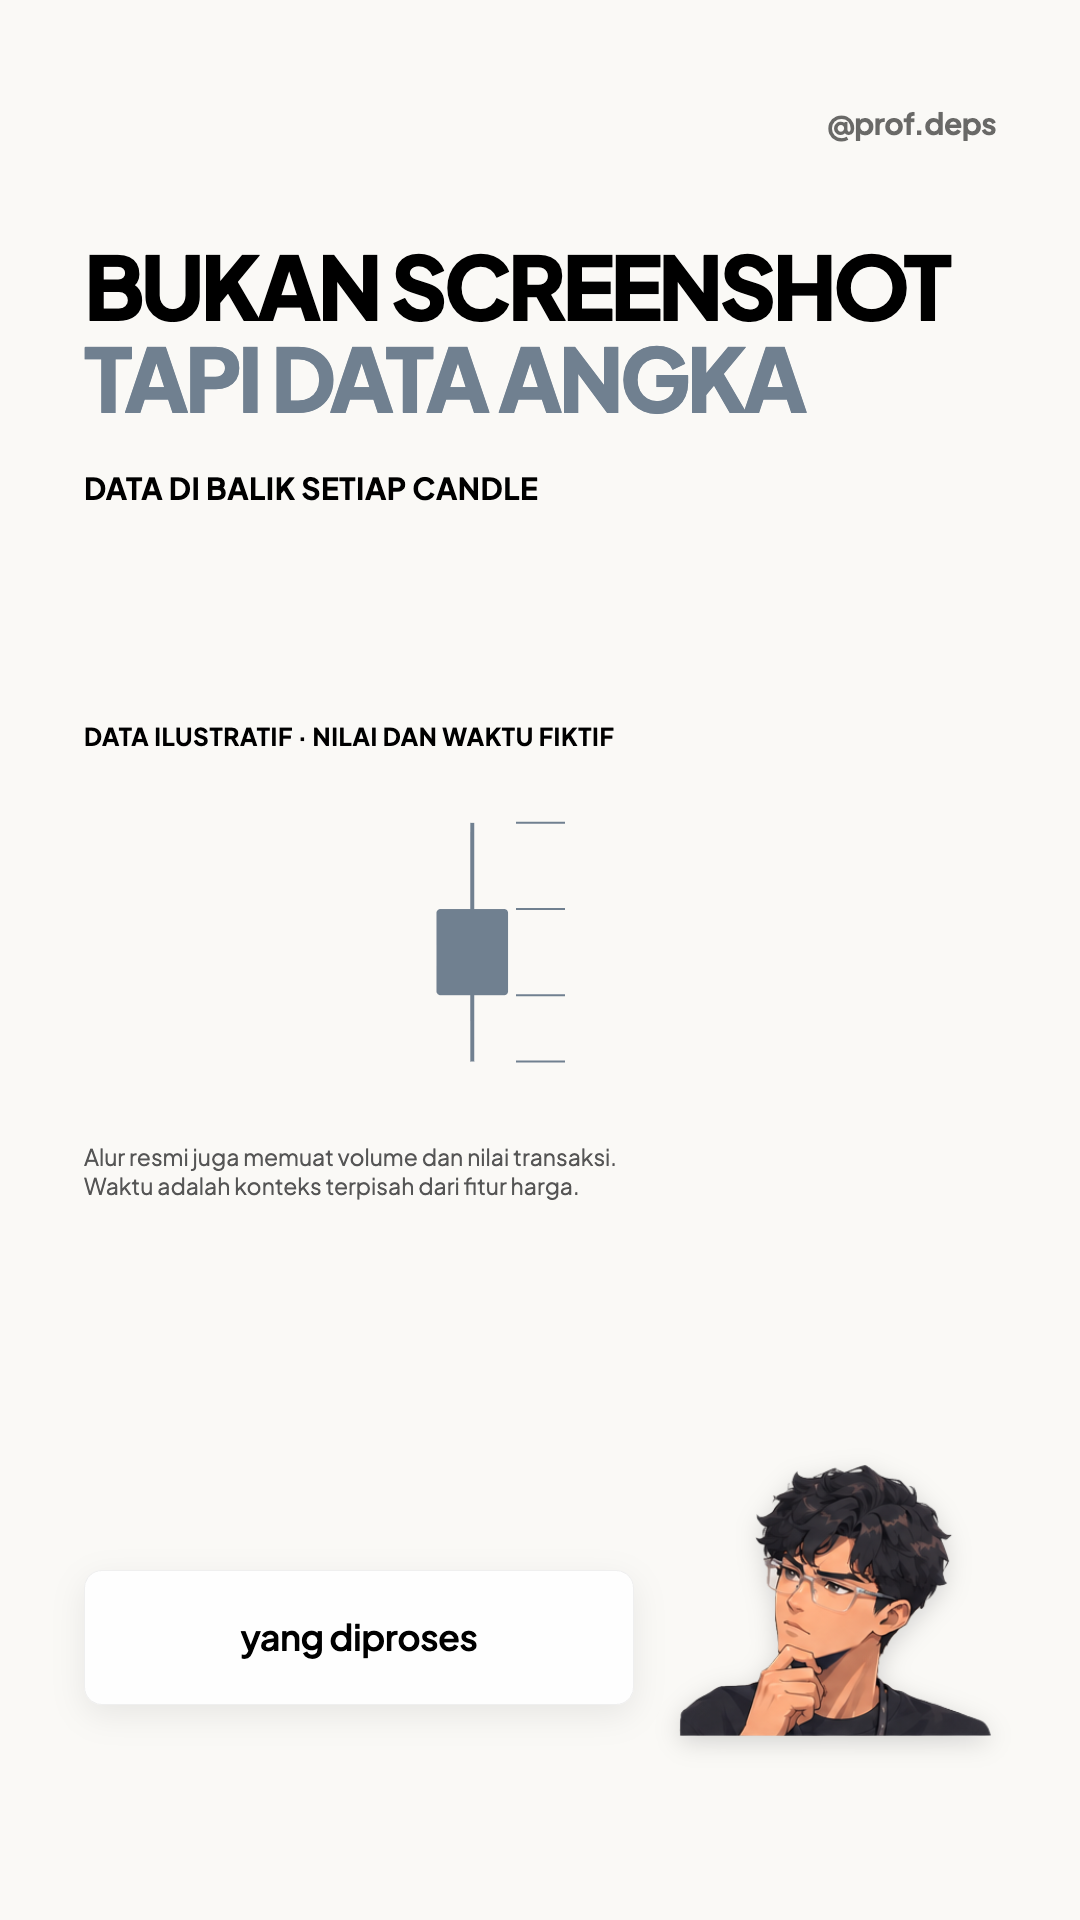 @prof.deps
BUKAN SCREENSHOT
TAPI DATA ANGKA
DATA DI BALIK SETIAP CANDLE
DATA ILUSTRATIF · NILAI DAN WAKTU FIKTIF
Alur resmi juga memuat volume dan nilai transaksi.
Waktu adalah konteks terpisah dari fitur harga.
yang diproses